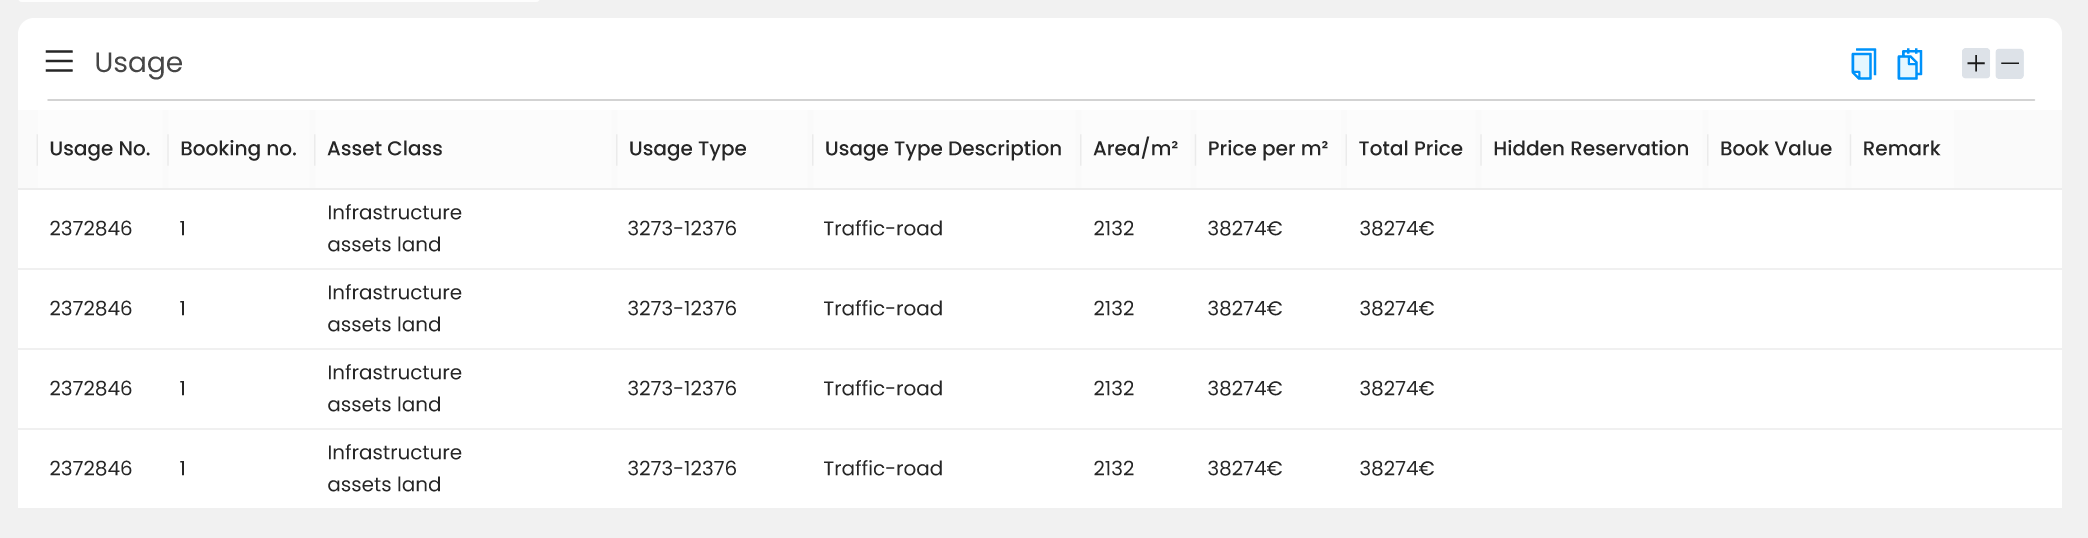 Usage
Usage No. Booking no. Asset Class Usage Type Usage Type Description Area/m² Price per m² Total Price Hidden Reservation Book Value Remark
2372846 1 Infrastructure assets land 3273-12376 Traffic-road 2132 38274€ 38274€
2372846 1 Infrastructure assets land 3273-12376 Traffic-road 2132 38274€ 38274€
2372846 1 Infrastructure assets land 3273-12376 Traffic-road 2132 38274€ 38274€
2372846 1 Infrastructure assets land 3273-12376 Traffic-road 2132 38274€ 38274€